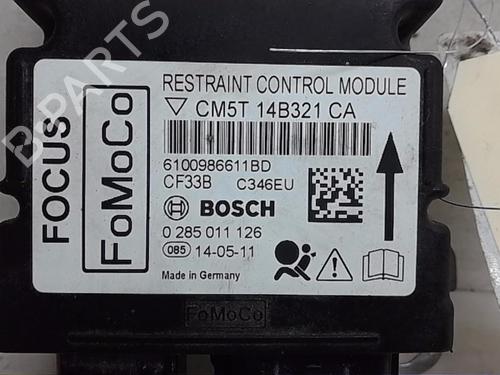 RESTRAINT CONTROL MODULE
CM5T 14B321 CA
6100986611BD
CF33B C346EU
BOSCH
0 285 011 126
085 14-05-11
Made in Germany
FOCUS
FoMoCo
FoMoCo
B-PARTS